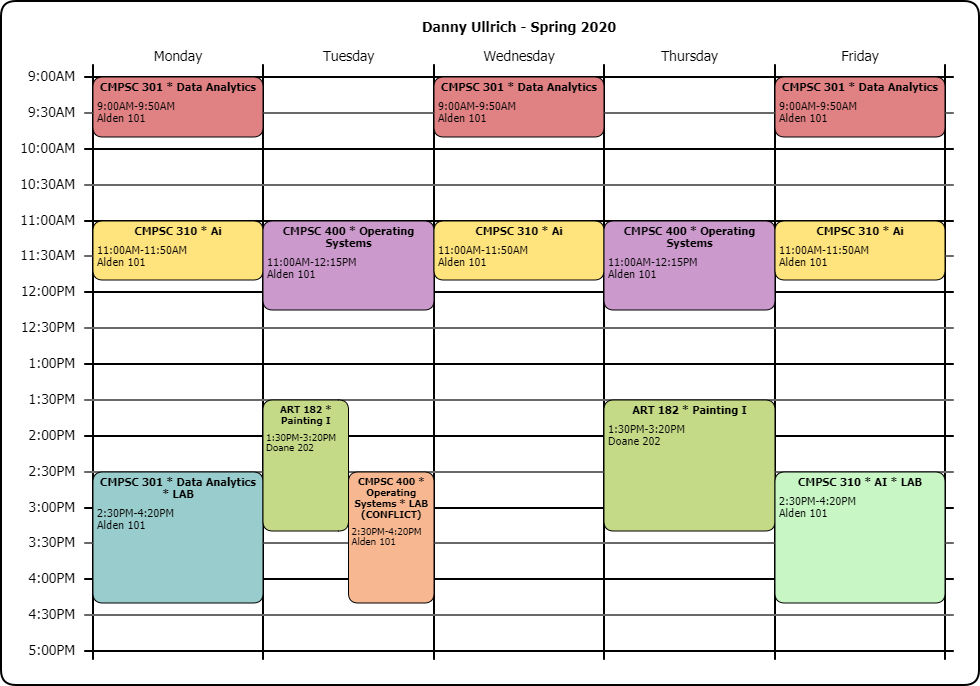 Danny Ullrich - Spring 2020
Monday Tuesday Wednesday Thursday Friday
9:00AM
9:30AM
10:00AM
10:30AM
11:00AM
11:30AM
12:00PM
12:30PM
1:00PM
1:30PM
2:00PM
2:30PM
3:00PM
3:30PM
4:00PM
4:30PM
5:00PM
CMPSC 301 * Data Analytics
9:00AM-9:50AM
Alden 101
CMPSC 310 * Ai
11:00AM-11:50AM
Alden 101
CMPSC 301 * Data Analytics
* LAB
2:30PM-4:20PM
Alden 101
CMPSC 400 * Operating
Systems
11:00AM-12:15PM
Alden 101
ART 182 *
Painting I
1:30PM-3:20PM
Doane 202
CMPSC 400 *
Operating
Systems * LAB
(CONFLICT)
2:30PM-4:20PM
Alden 101
CMPSC 301 * Data Analytics
9:00AM-9:50AM
Alden 101
CMPSC 310 * Ai
11:00AM-11:50AM
Alden 101
CMPSC 400 * Operating
Systems
11:00AM-12:15PM
Alden 101
ART 182 * Painting I
1:30PM-3:20PM
Doane 202
CMPSC 301 * Data Analytics
9:00AM-9:50AM
Alden 101
CMPSC 310 * Ai
11:00AM-11:50AM
Alden 101
CMPSC 310 * AI * LAB
2:30PM-4:20PM
Alden 101